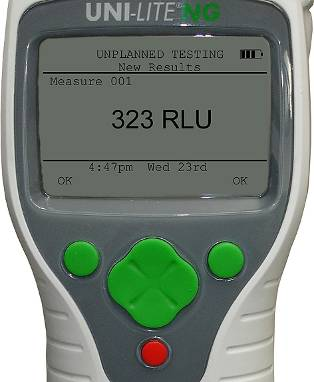 UNI-LITE® NG
UNPLANNED TESTING
New Results
Measure 001
323 RLU
4:47pm Wed 23rd
OK OK